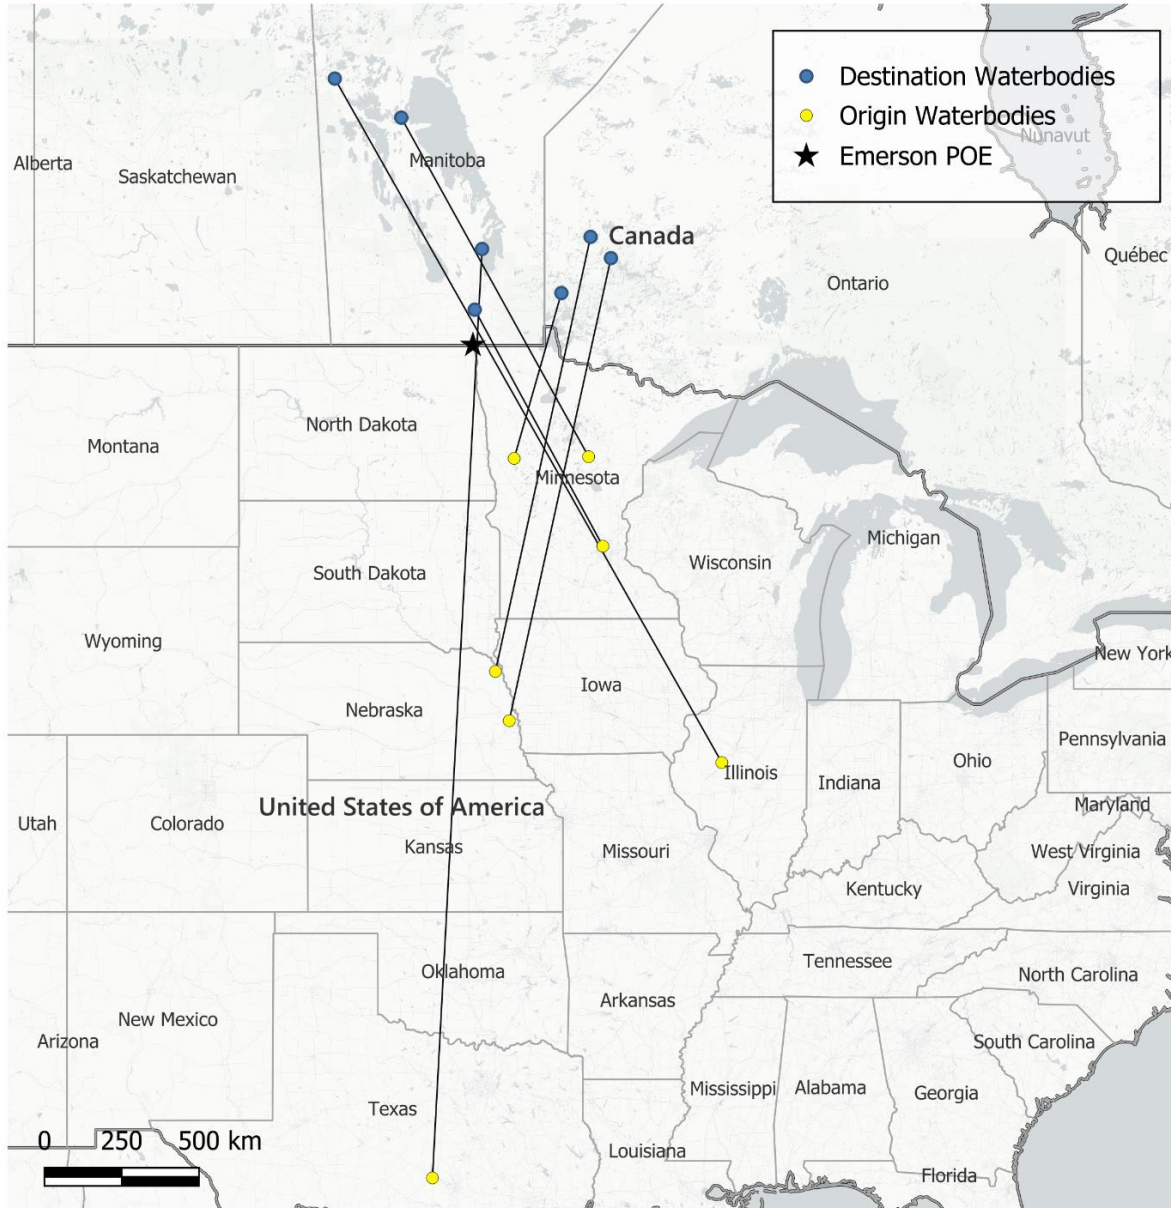 Destination Waterbodies
Origin Waterbodies
Emerson POE
Nunavut
Alberta
Saskatchewan
Manitoba
Canada
Ontario
Québec
Montana
North Dakota
Minnesota
Michigan
Wisconsin
South Dakota
Wyoming
New York
Iowa
Nebraska
Pennsylvania
Ohio
Illinois
Indiana
Maryland
United States of America
Utah
Colorado
Kansas
Missouri
West Virginia
Kentucky
Virginia
Oklahoma
Tennessee
North Carolina
Arkansas
New Mexico
Arizona
South Carolina
Mississippi
Alabama
Georgia
Texas
Louisiana
Florida
0 250 500 km